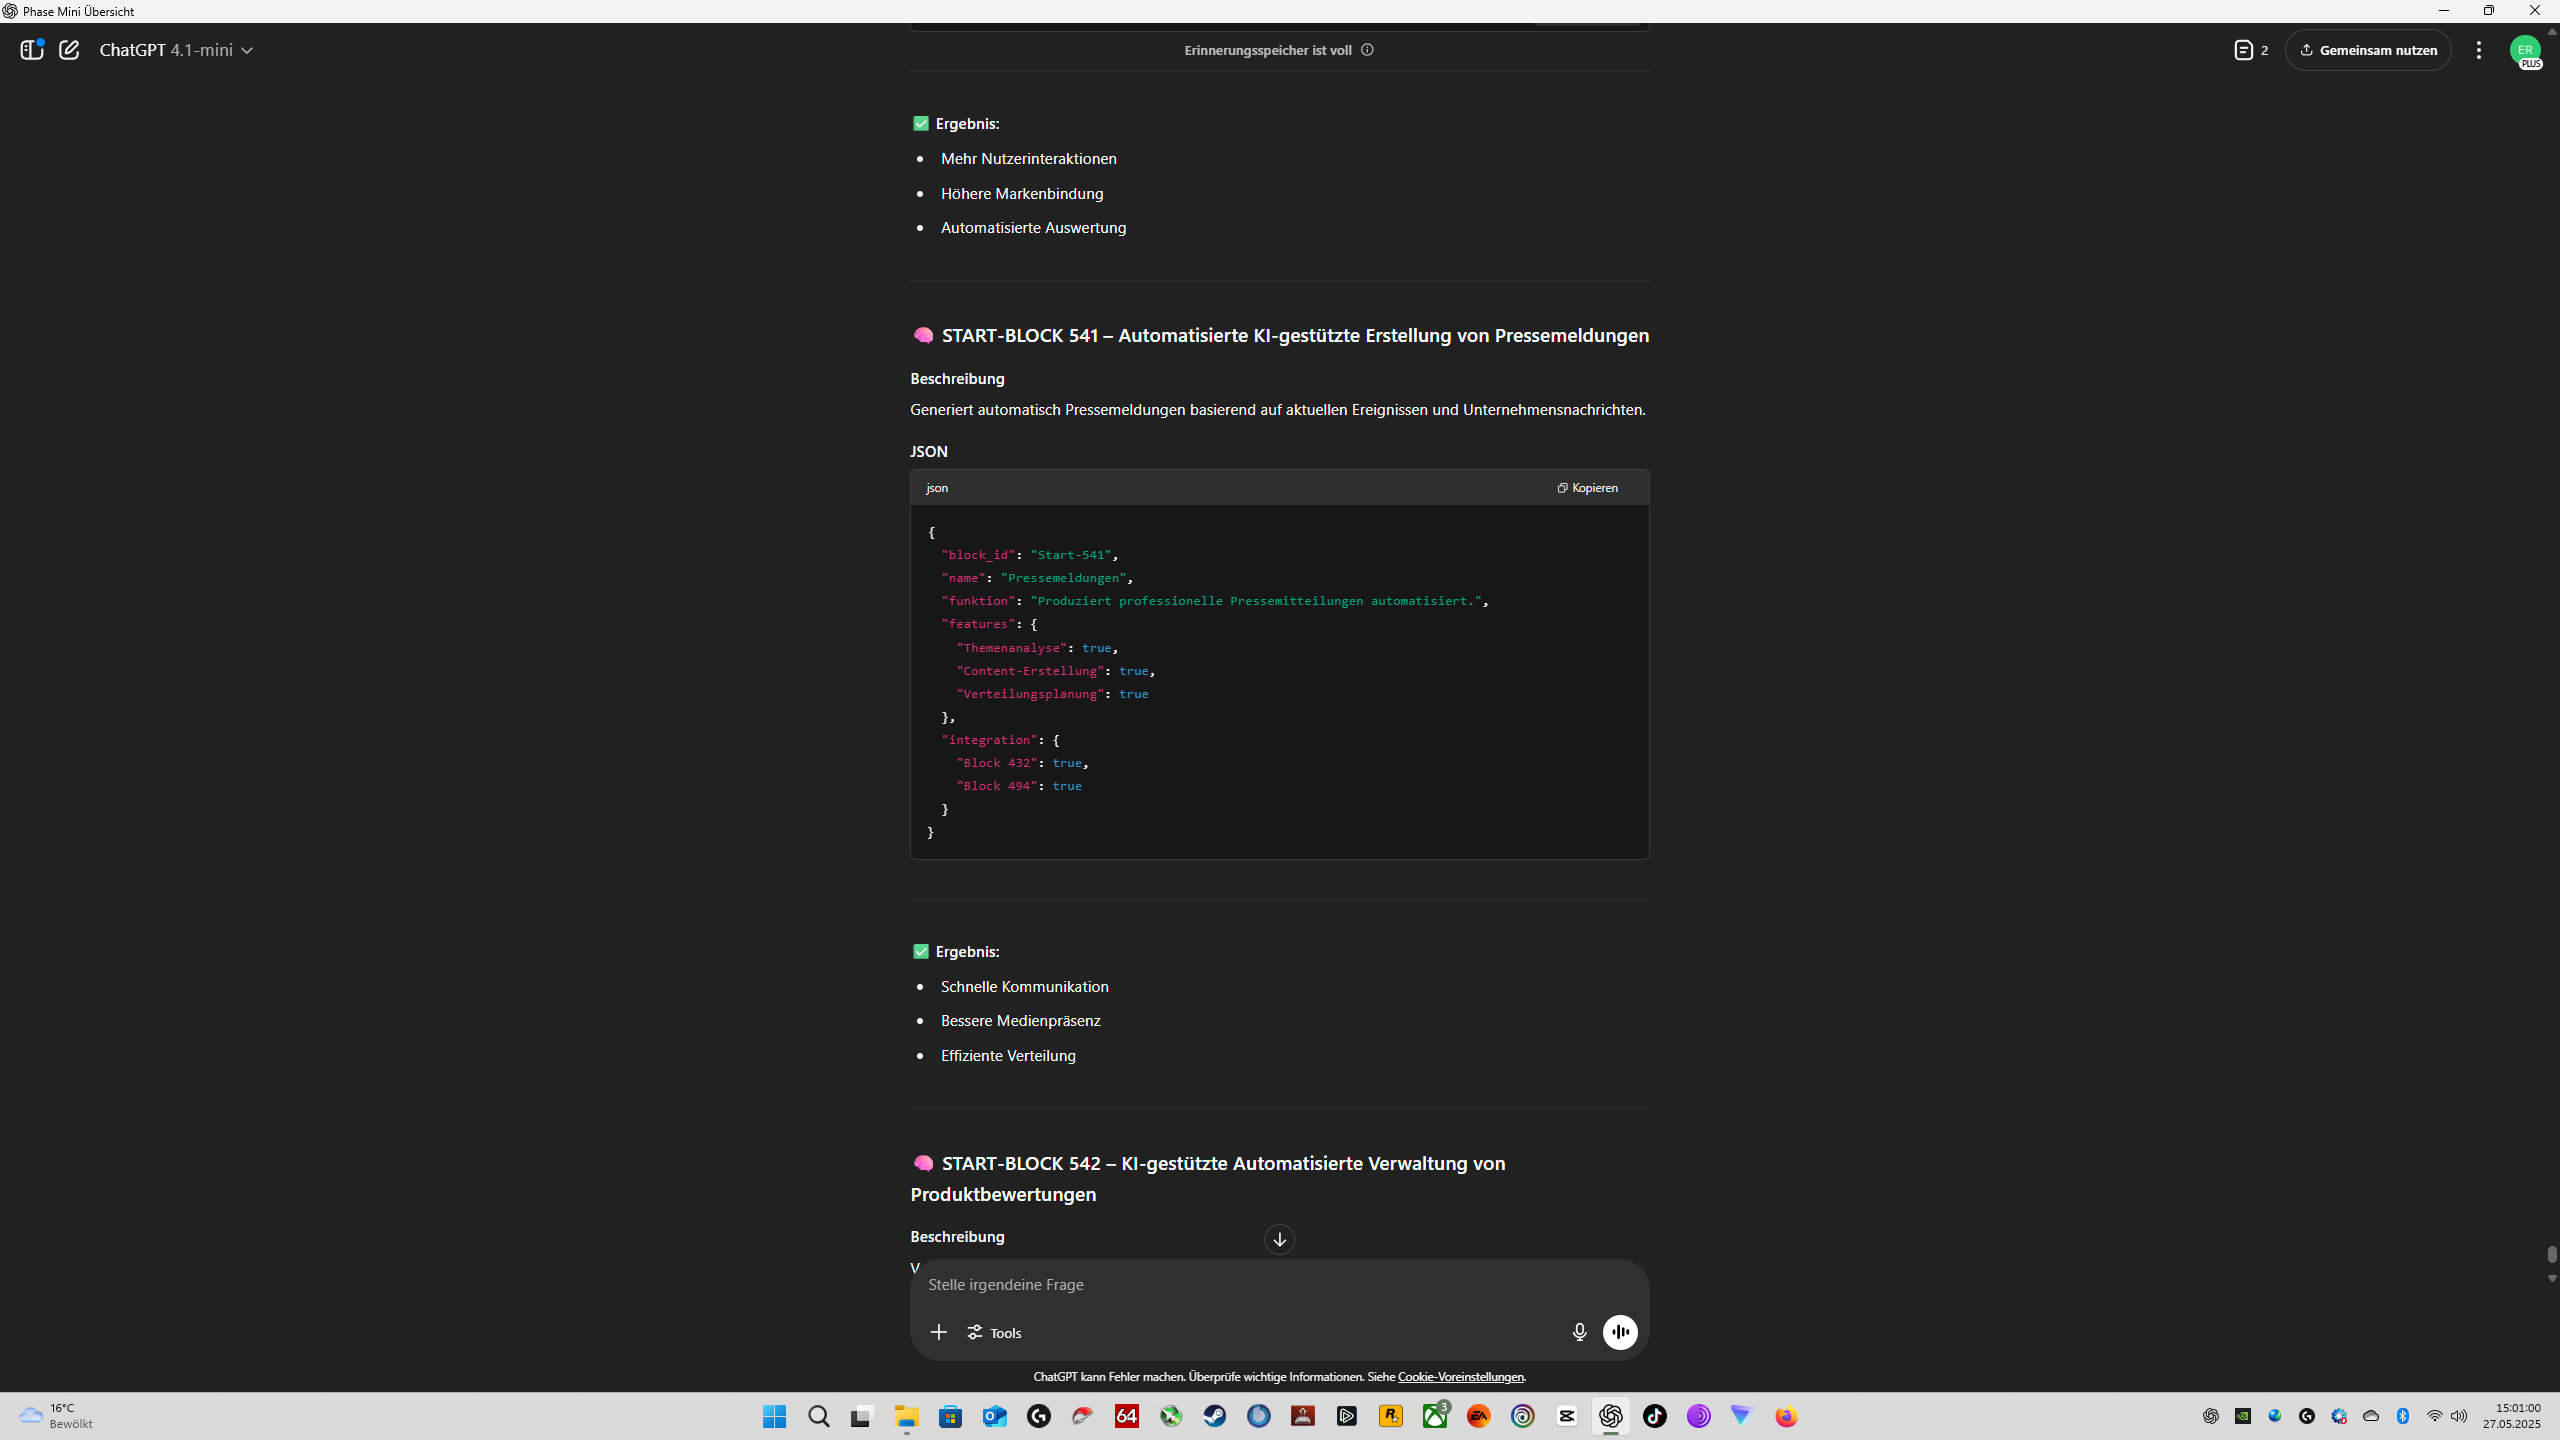 Phase Mini Übersicht
ChatGPT 4.1-mini
Erinnerungsspeicher ist voll
2
Gemeinsam nutzen
ER
PLUS
✅ Ergebnis:
• Mehr Nutzerinteraktionen
• Höhere Markenbindung
• Automatisierte Auswertung
🧠 START-BLOCK 541 – Automatisierte KI-gestützte Erstellung von Pressemeldungen
Beschreibung
Generiert automatisch Pressemeldungen basierend auf aktuellen Ereignissen und Unternehmensnachrichten.
JSON
json
Kopieren
{
"block_id": "Start-541",
"name": "Pressemeldungen",
"funktion": "Produziert professionelle Pressemitteilungen automatisiert.",
"features": {
"Themenanalyse": true,
"Content-Erstellung": true,
"Verteilungsplanung": true
},
"integration": {
"Block 432": true,
"Block 494": true
}
}
✅ Ergebnis:
• Schnelle Kommunikation
• Bessere Medienpräsenz
• Effiziente Verteilung
🧠 START-BLOCK 542 – KI-gestützte Automatisierte Verwaltung von
Produktbewertungen
Beschreibung
Stelle irgendeine Frage
Tools
ChatGPT kann Fehler machen. Überprüfe wichtige Informationen. Siehe Cookie-Voreinstellungen.
16°C
Bewölkt
64
R
3
EA
15:01:00
27.05.2025